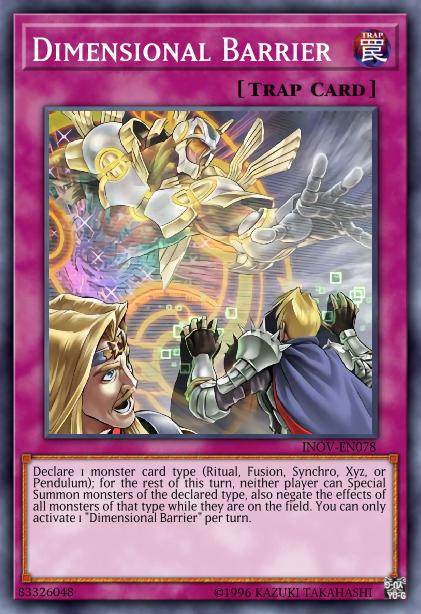 DIMENSIONAL BARRIER
TRAP
罠
[TRAP CARD]
INOV-EN078
Declare 1 monster card type (Ritual, Fusion, Synchro, Xyz, or
Pendulum); for the rest of this turn, neither player can Special
Summon monsters of the declared type, also negate the effects of
all monsters of that type while they are on the field. You can only
activate 1 "Dimensional Barrier" per turn.
83326048
©1996 KAZUKI TAKAHASHI